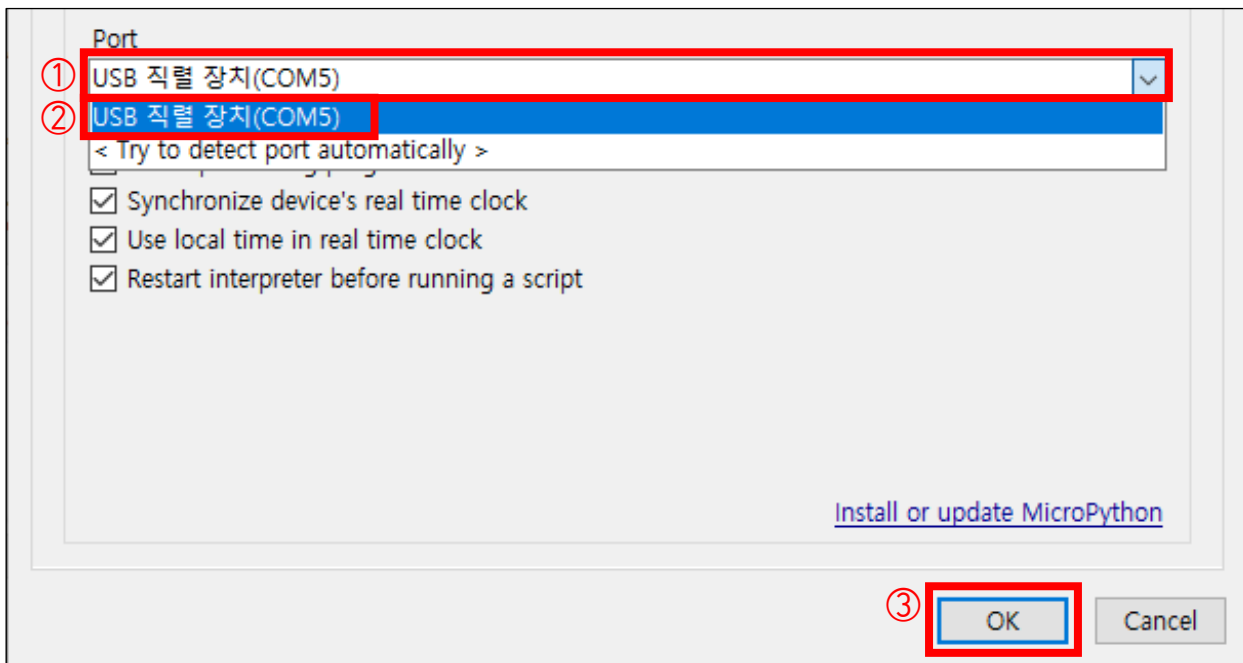 Port
① USB 직렬 장치(COM5)
② USB 직렬 장치(COM5)
< Try to detect port automatically >
Synchronize device's real time clock
Use local time in real time clock
Restart interpreter before running a script
Install or update MicroPython
③ OK Cancel